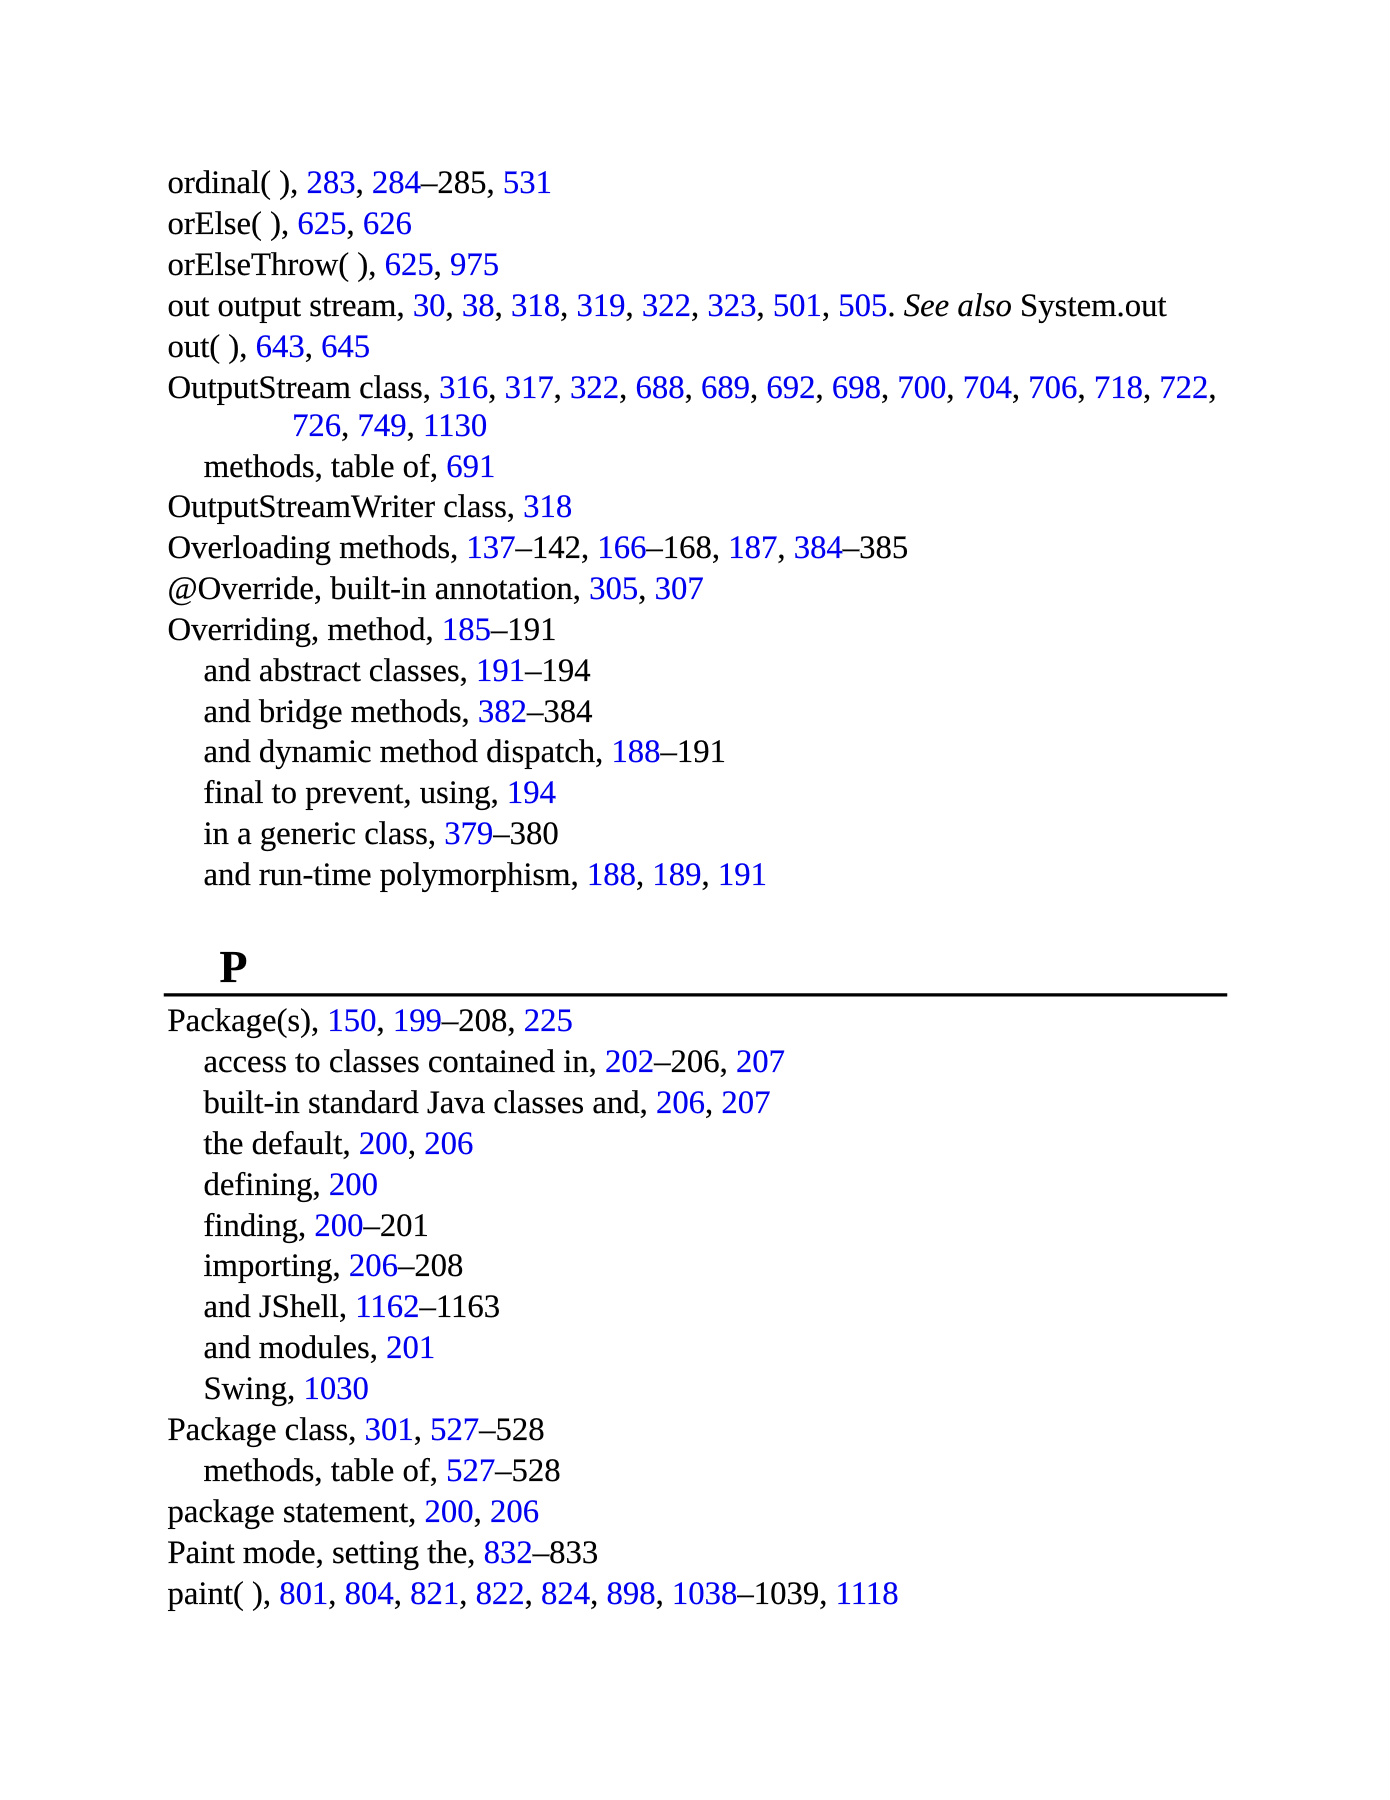 ordinal( ), 283, 284–285, 531
orElse( ), 625, 626
orElseThrow( ), 625, 975
out output stream, 30, 38, 318, 319, 322, 323, 501, 505. See also System.out
out( ), 643, 645
OutputStream class, 316, 317, 322, 688, 689, 692, 698, 700, 704, 706, 718, 722,
726, 749, 1130
methods, table of, 691
OutputStreamWriter class, 318
Overloading methods, 137–142, 166–168, 187, 384–385
@Override, built-in annotation, 305, 307
Overriding, method, 185–191
and abstract classes, 191–194
and bridge methods, 382–384
and dynamic method dispatch, 188–191
final to prevent, using, 194
in a generic class, 379–380
and run-time polymorphism, 188, 189, 191
P
Package(s), 150, 199–208, 225
access to classes contained in, 202–206, 207
built-in standard Java classes and, 206, 207
the default, 200, 206
defining, 200
finding, 200–201
importing, 206–208
and JShell, 1162–1163
and modules, 201
Swing, 1030
Package class, 301, 527–528
methods, table of, 527–528
package statement, 200, 206
Paint mode, setting the, 832–833
paint( ), 801, 804, 821, 822, 824, 898, 1038–1039, 1118